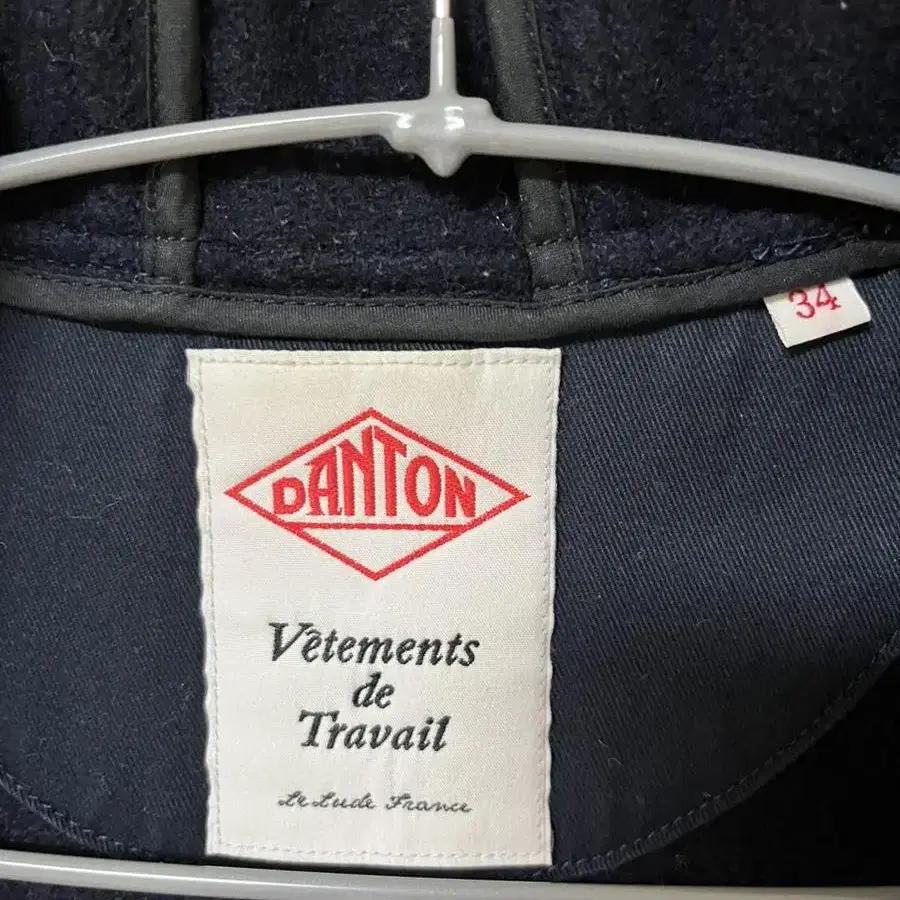 34
DANTON
Vêtements
de
Travail
Le Lude France